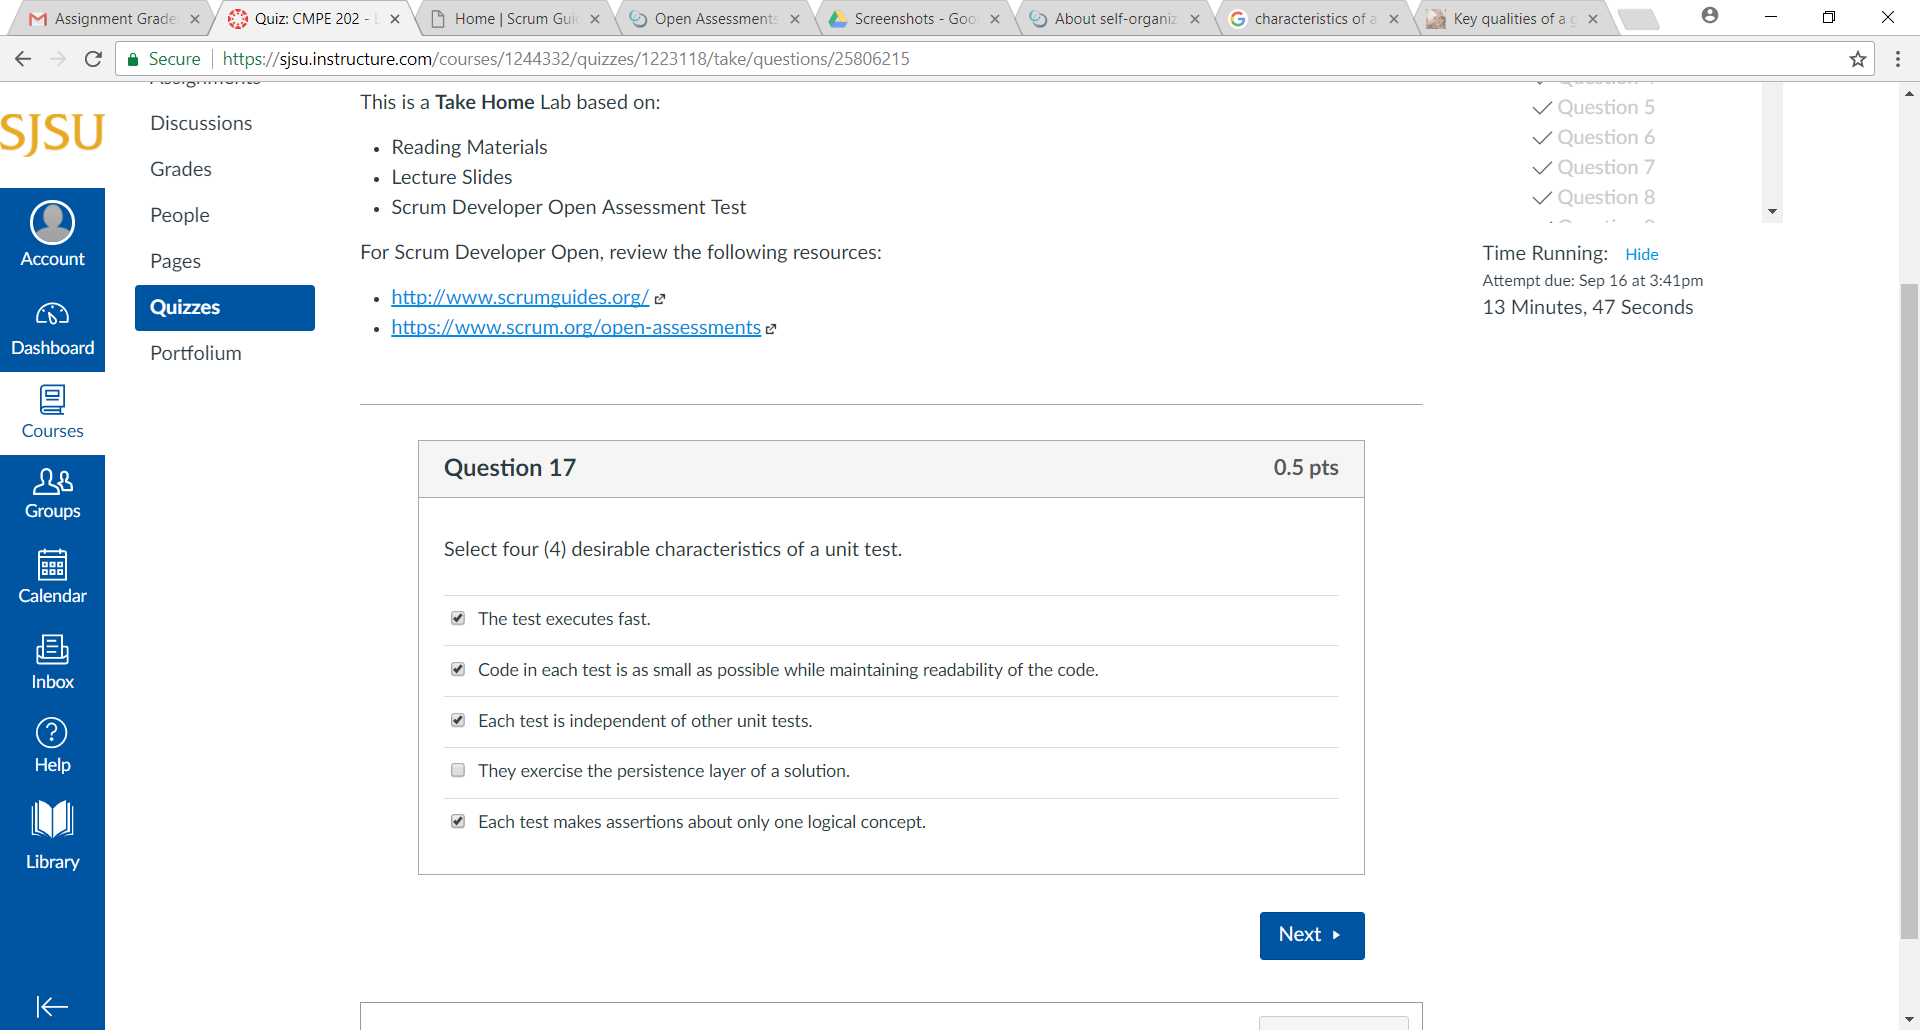 Assignment Grade
Quiz: CMPE 202 - L
Home | Scrum Gui
Open Assessments
Screenshots - Goo
About self-organiz
characteristics of a
Key qualities of a g
Secure https://sjsu.instructure.com/courses/1244332/quizzes/1223118/take/questions/25806215
SJSU
Account
Dashboard
Courses
Groups
Calendar
Inbox
Help
Library
Assignments
Discussions
Grades
People
Pages
Quizzes
Portfolium
This is a Take Home Lab based on:
• Reading Materials
• Lecture Slides
• Scrum Developer Open Assessment Test
For Scrum Developer Open, review the following resources:
• http://www.scrumguides.org/
• https://www.scrum.org/open-assessments
Question 17 0.5 pts
Select four (4) desirable characteristics of a unit test.
The test executes fast.
Code in each test is as small as possible while maintaining readability of the code.
Each test is independent of other unit tests.
They exercise the persistence layer of a solution.
Each test makes assertions about only one logical concept.
Next
Question 5
Question 6
Question 7
Question 8
Time Running: Hide
Attempt due: Sep 16 at 3:41pm
13 Minutes, 47 Seconds